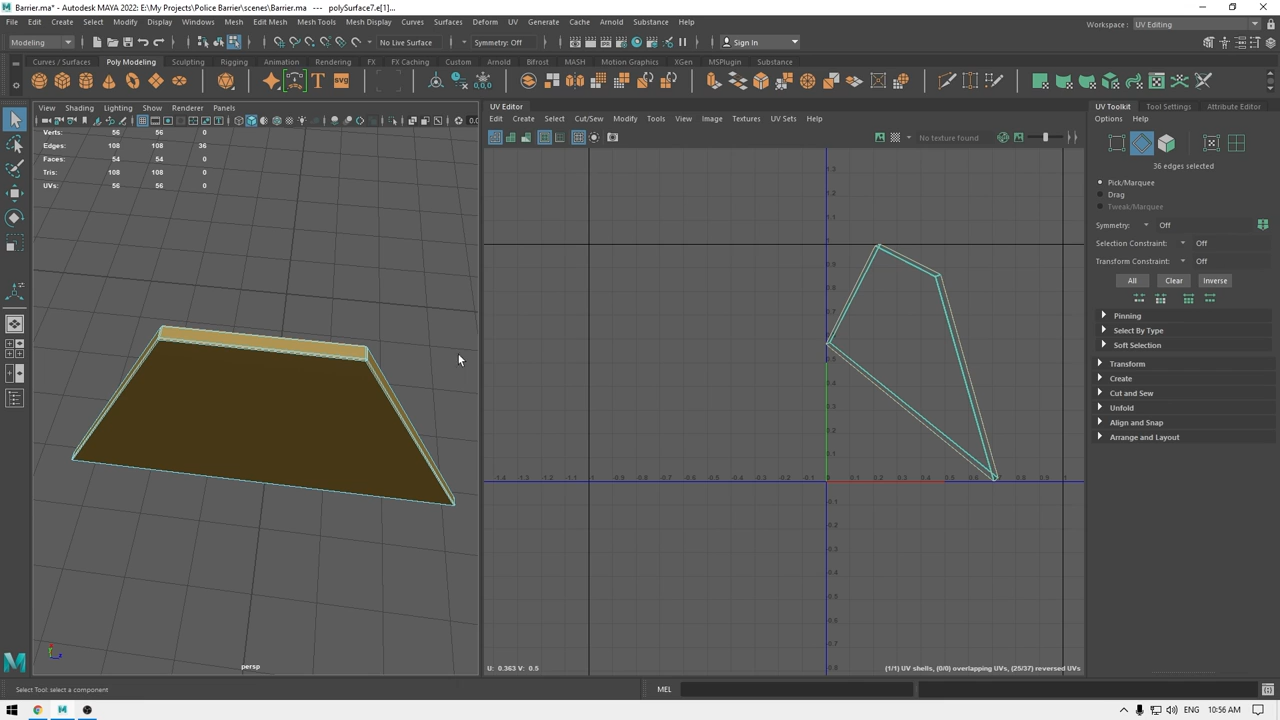 Barrier.ma* - Autodesk MAYA 2022: E:\My Projects\Police Barrier\scenes\Barrier.ma --- polySurface7.e[1]...
File Edit Create Select Modify Display Windows Mesh Edit Mesh Mesh Tools Mesh Display Curves Surfaces Deform UV Generate Cache Arnold Substance Help
Workspace : UV Editing
Modeling No Live Surface Symmetry: Off Sign In
Curves / Surfaces Poly Modeling Sculpting Rigging Animation Rendering FX FX Caching Custom Arnold Bifrost MASH Motion Graphics XGen MSPlugin Substance
View Shading Lighting Show Renderer Panels
UV Editor
UV Toolkit Tool Settings Attribute Editor
Edit Create Select Cut/Sew Modify Tools View Image Textures UV Sets Help
Options Help
No texture found
Verts: 56 56 0
Edges: 108 108 36
Faces: 54 54 0
Tris: 108 108 0
UVs: 56 56 0
36 edges selected
Pick/Marquee
Drag
Tweak/Marquee
Symmetry: Off
Selection Constraint: Off
Transform Constraint: Off
All Clear Inverse
Pinning
Select By Type
Soft Selection
Transform
Create
Cut and Sew
Unfold
Align and Snap
Arrange and Layout
persp
U: 0.363 V: 0.5
(1/1) UV shells, (0/0) overlapping UVs, (25/37) reversed UVs
Select Tool: select a component
MEL
ENG 10:56 AM